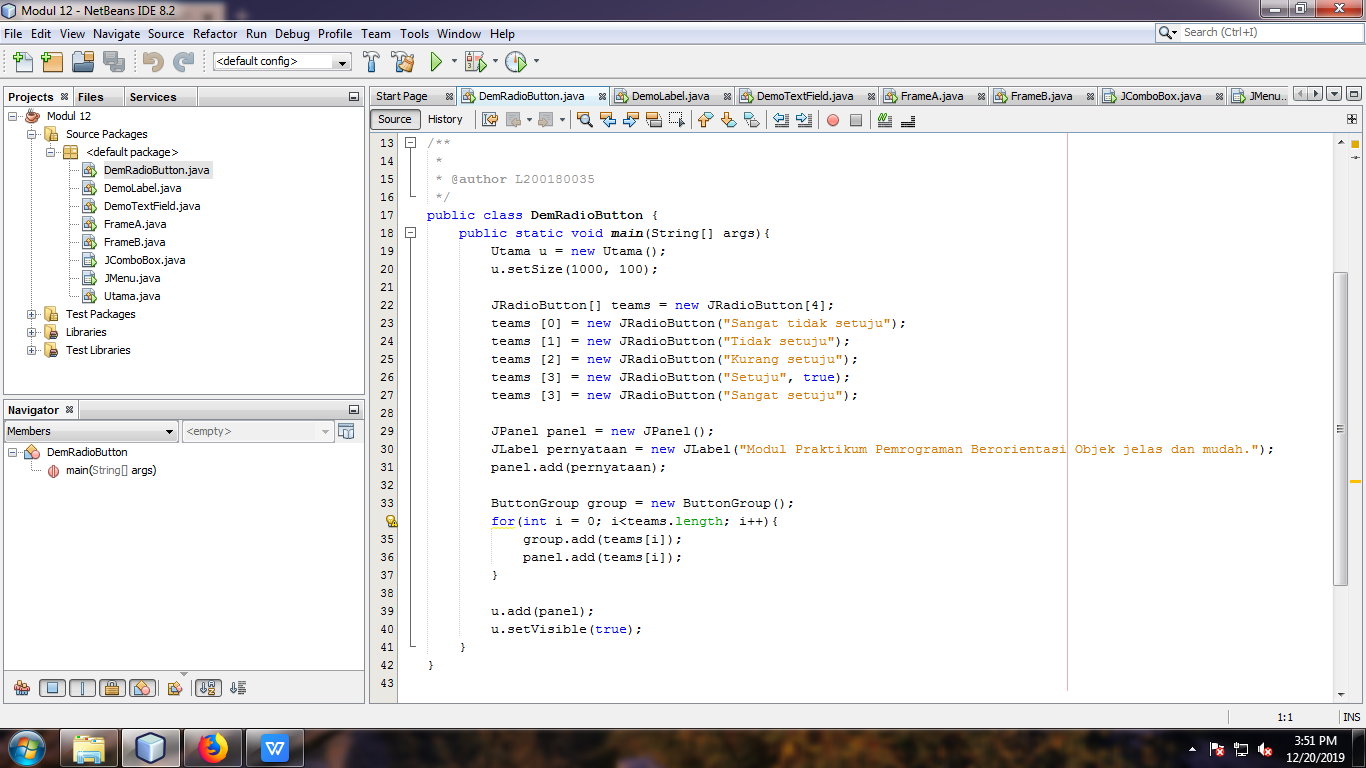 Modul 12 - NetBeans IDE 8.2
File Edit View Navigate Source Refactor Run Debug Profile Team Tools Window Help
Search (Ctrl+I)
<default config>
Projects Files Services
Modul 12
Source Packages
<default package>
DemRadioButton.java
DemoLabel.java
DemoTextField.java
FrameA.java
FrameB.java
JComboBox.java
JMenu.java
Utama.java
Test Packages
Libraries
Test Libraries
Navigator
Members
<empty>
DemRadioButton
main(String[] args)
Start Page DemRadioButton.java DemoLabel.java DemoTextField.java FrameA.java FrameB.java JComboBox.java JMenu...
Source History
13 /**
14 *
15 * @author L200180035
16 */
17 public class DemRadioButton {
18 public static void main(String[] args){
19 Utama u = new Utama();
20 u.setSize(1000, 100);
21
22 JRadioButton[] teams = new JRadioButton[4];
23 teams [0] = new JRadioButton("Sangat tidak setuju");
24 teams [1] = new JRadioButton("Tidak setuju");
25 teams [2] = new JRadioButton("Kurang setuju");
26 teams [3] = new JRadioButton("Setuju", true);
27 teams [3] = new JRadioButton("Sangat setuju");
28
29 JPanel panel = new JPanel();
30 JLabel pernyataan = new JLabel("Modul Praktikum Pemrograman Berorientasi Objek jelas dan mudah.");
31 panel.add(pernyataan);
32
33 ButtonGroup group = new ButtonGroup();
for(int i = 0; i<teams.length; i++){
35 group.add(teams[i]);
36 panel.add(teams[i]);
37 }
38
39 u.add(panel);
40 u.setVisible(true);
41 }
42 }
43
1:1 INS
3:51 PM
12/20/2019